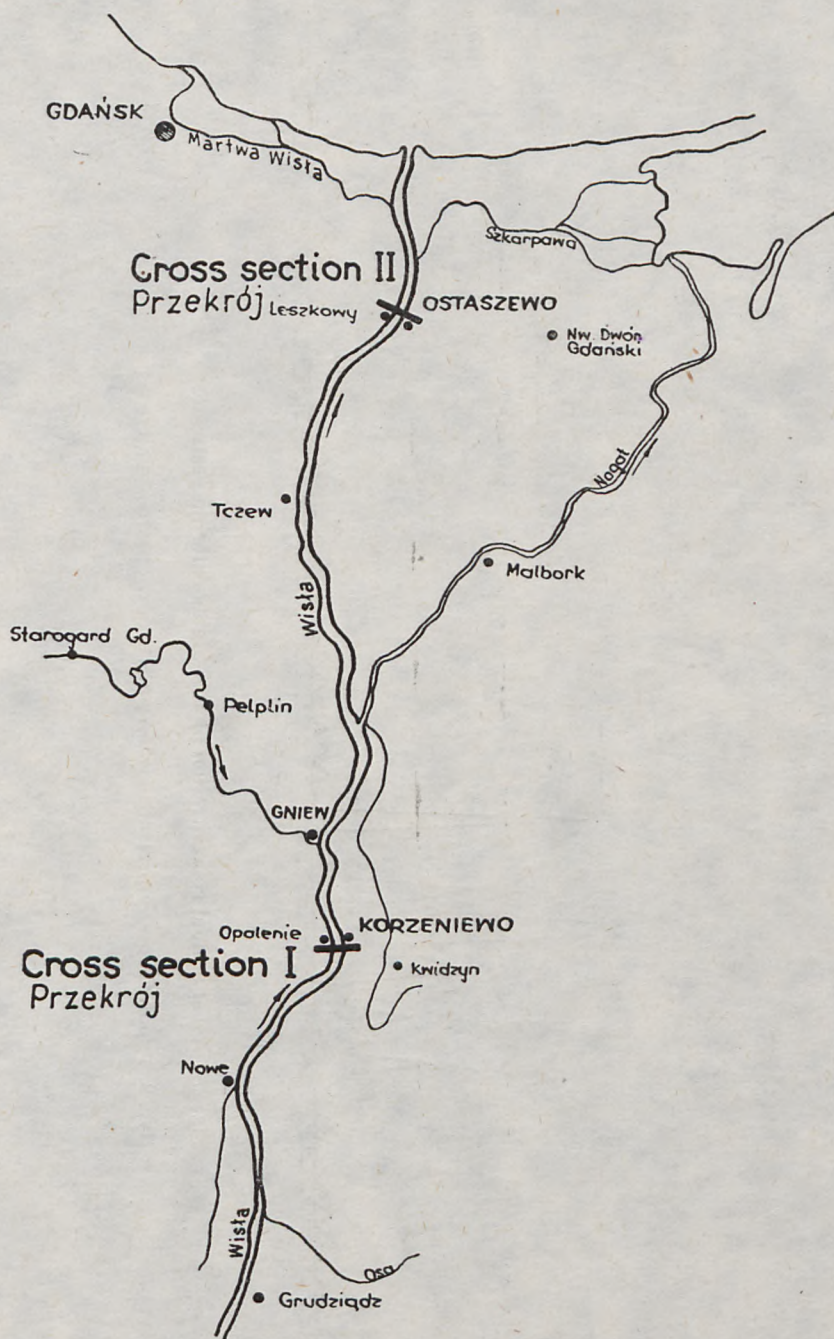 GDAŃSK
Martwa Wisła
Szkarpawa
Cross section II
Przekrój
Leszkowy
OSTASZEWO
Nw. Dwór
Gdański
Nogat
Tczew
Malbork
Wisła
Starogard Gd.
Pelplin
GNIEW
Opalenie
KORZENIEWO
Cross section I
Przekrój
Kwidzyn
Nowe
Wisła
Osa
Grudziądz